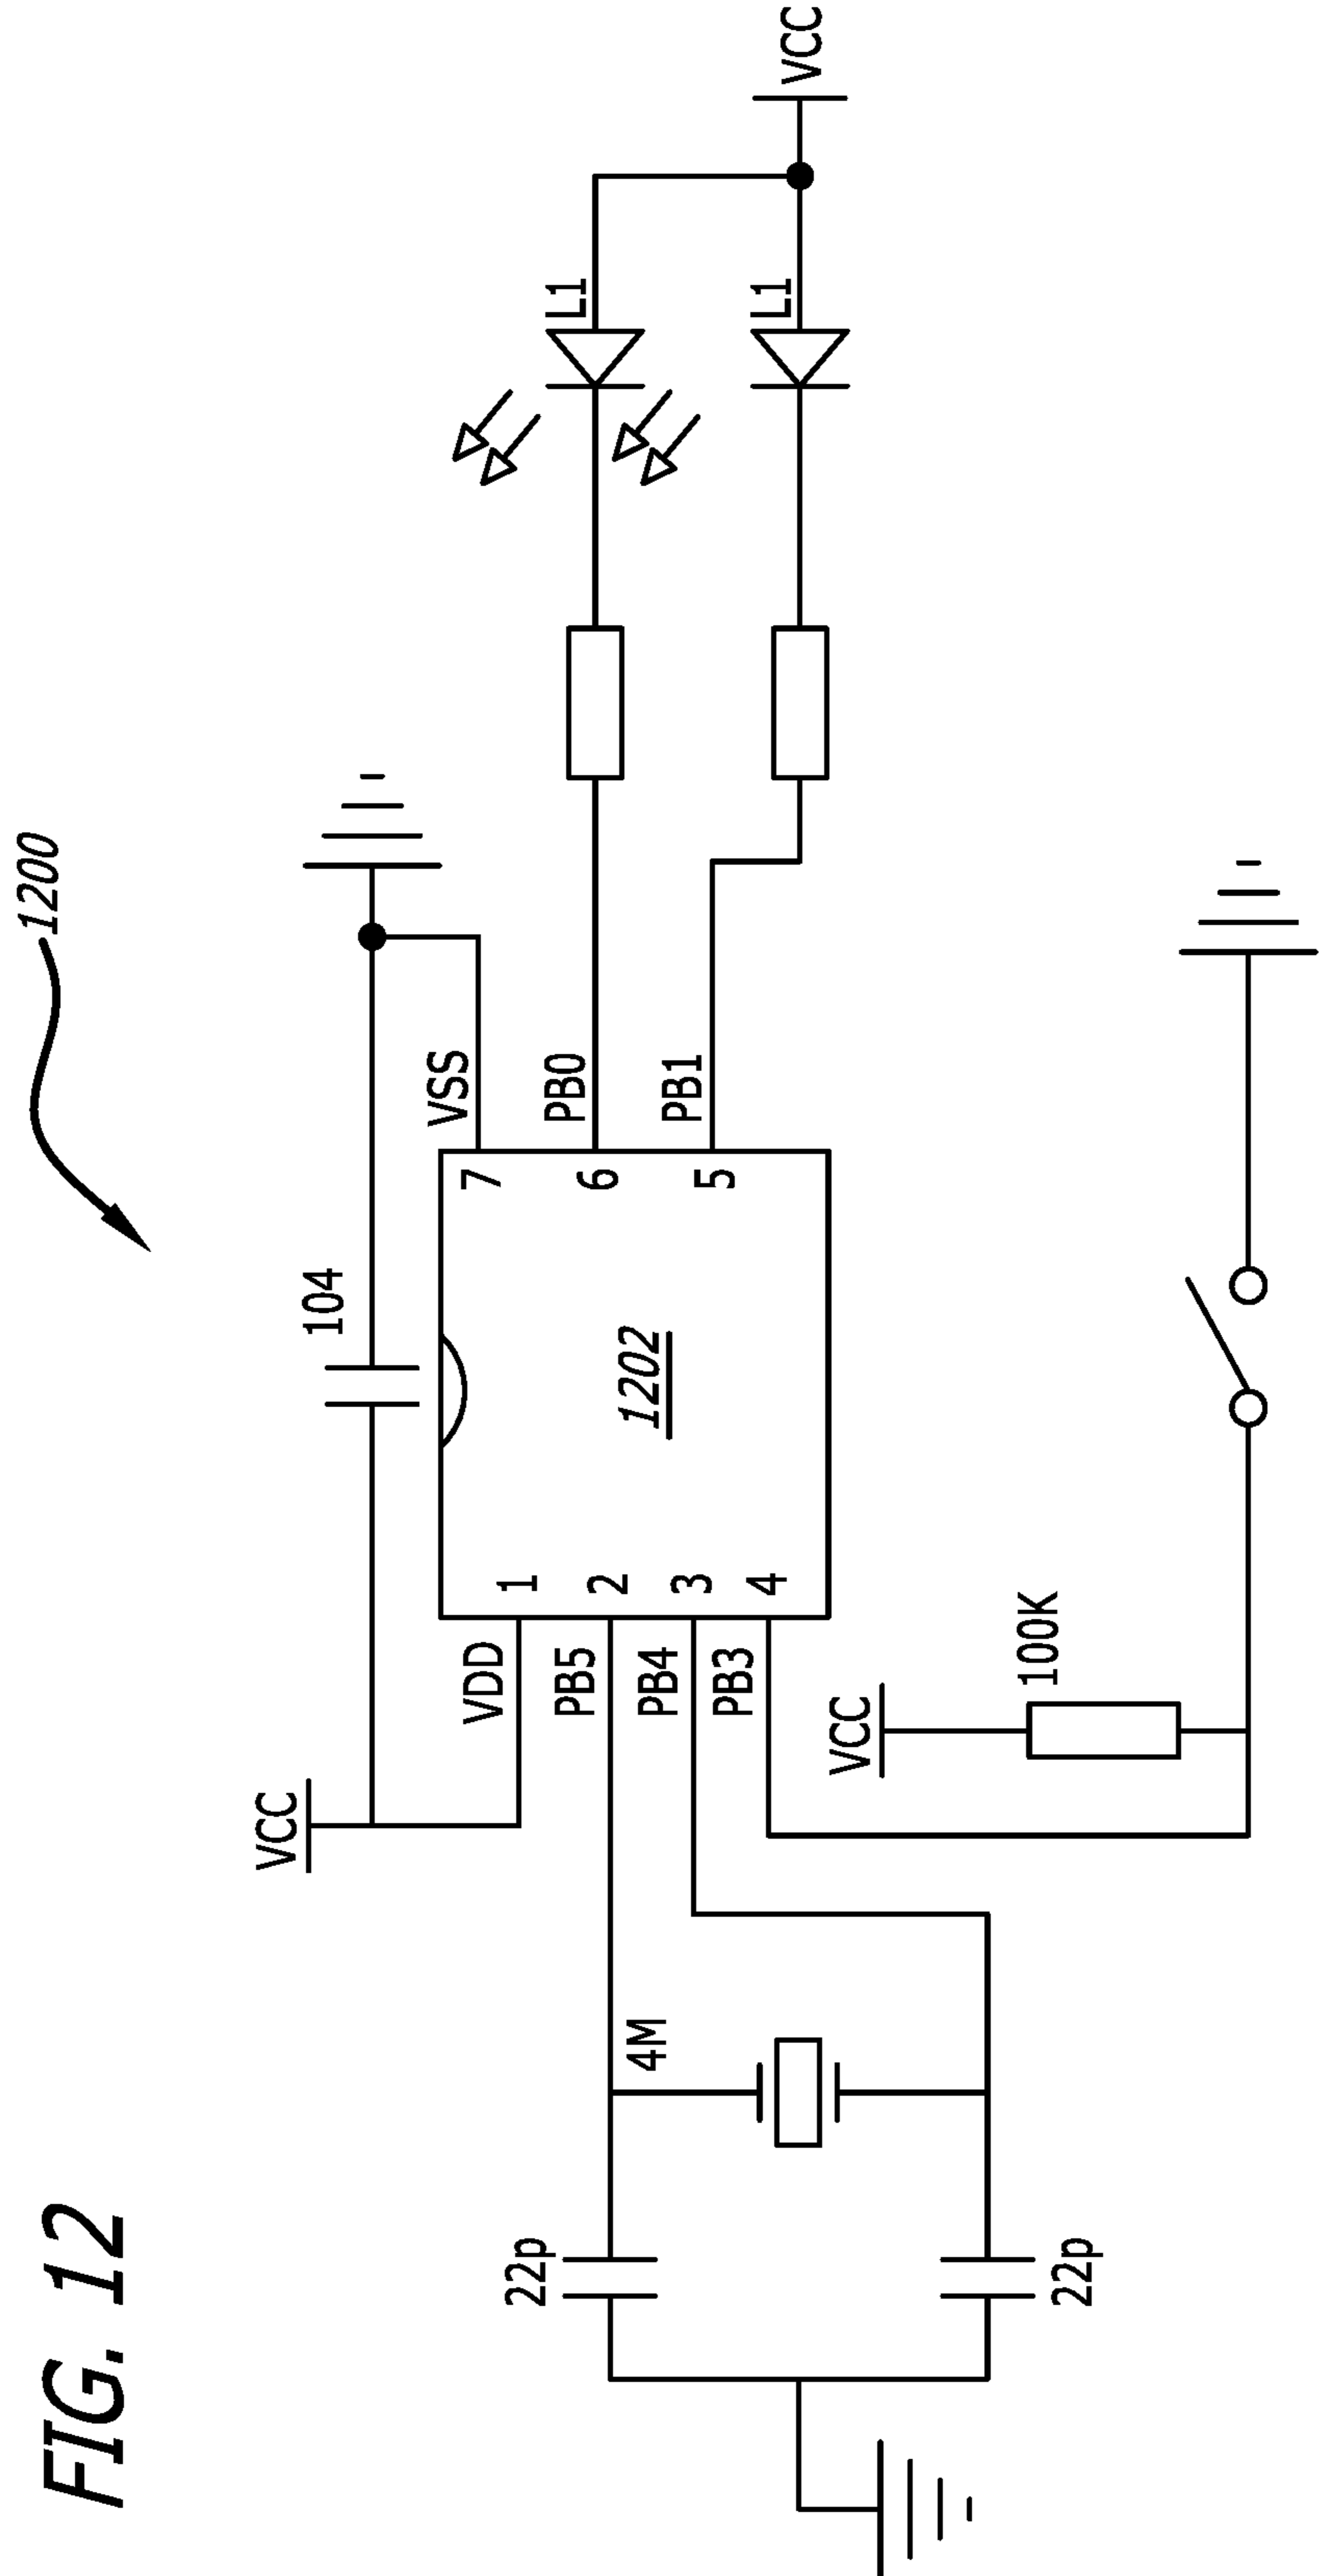 FIG. 12
1200
VCC
104
VDD
1
7
VSS
PB5
2
6
PB0
PB4
3
5
PB1
PB3
4
1202
22p
4M
22p
VCC
100K
L1
L1
VCC